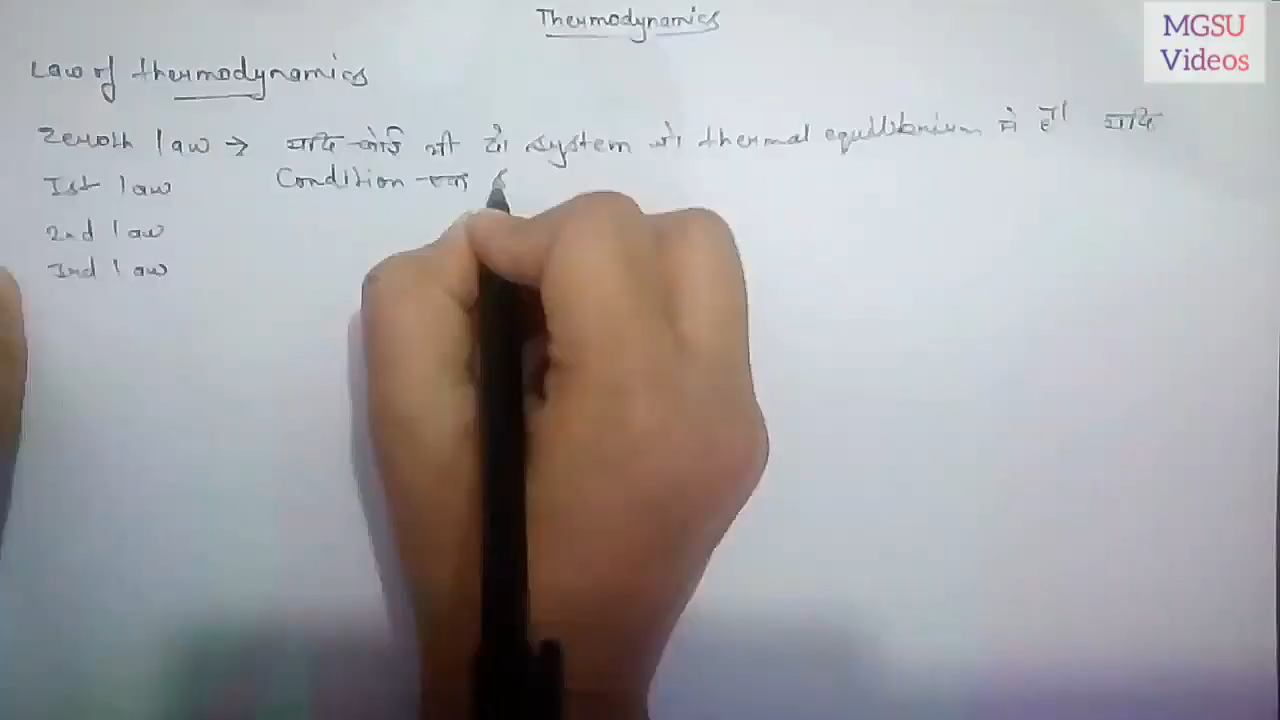 Thermodynamics
MGSU
Videos
Law of thermodynamics
Zeroth law → यदि कोई भी दो system जो thermal equilibrium में हो यदि
Ist law
Condition एक
2nd law
3rd law